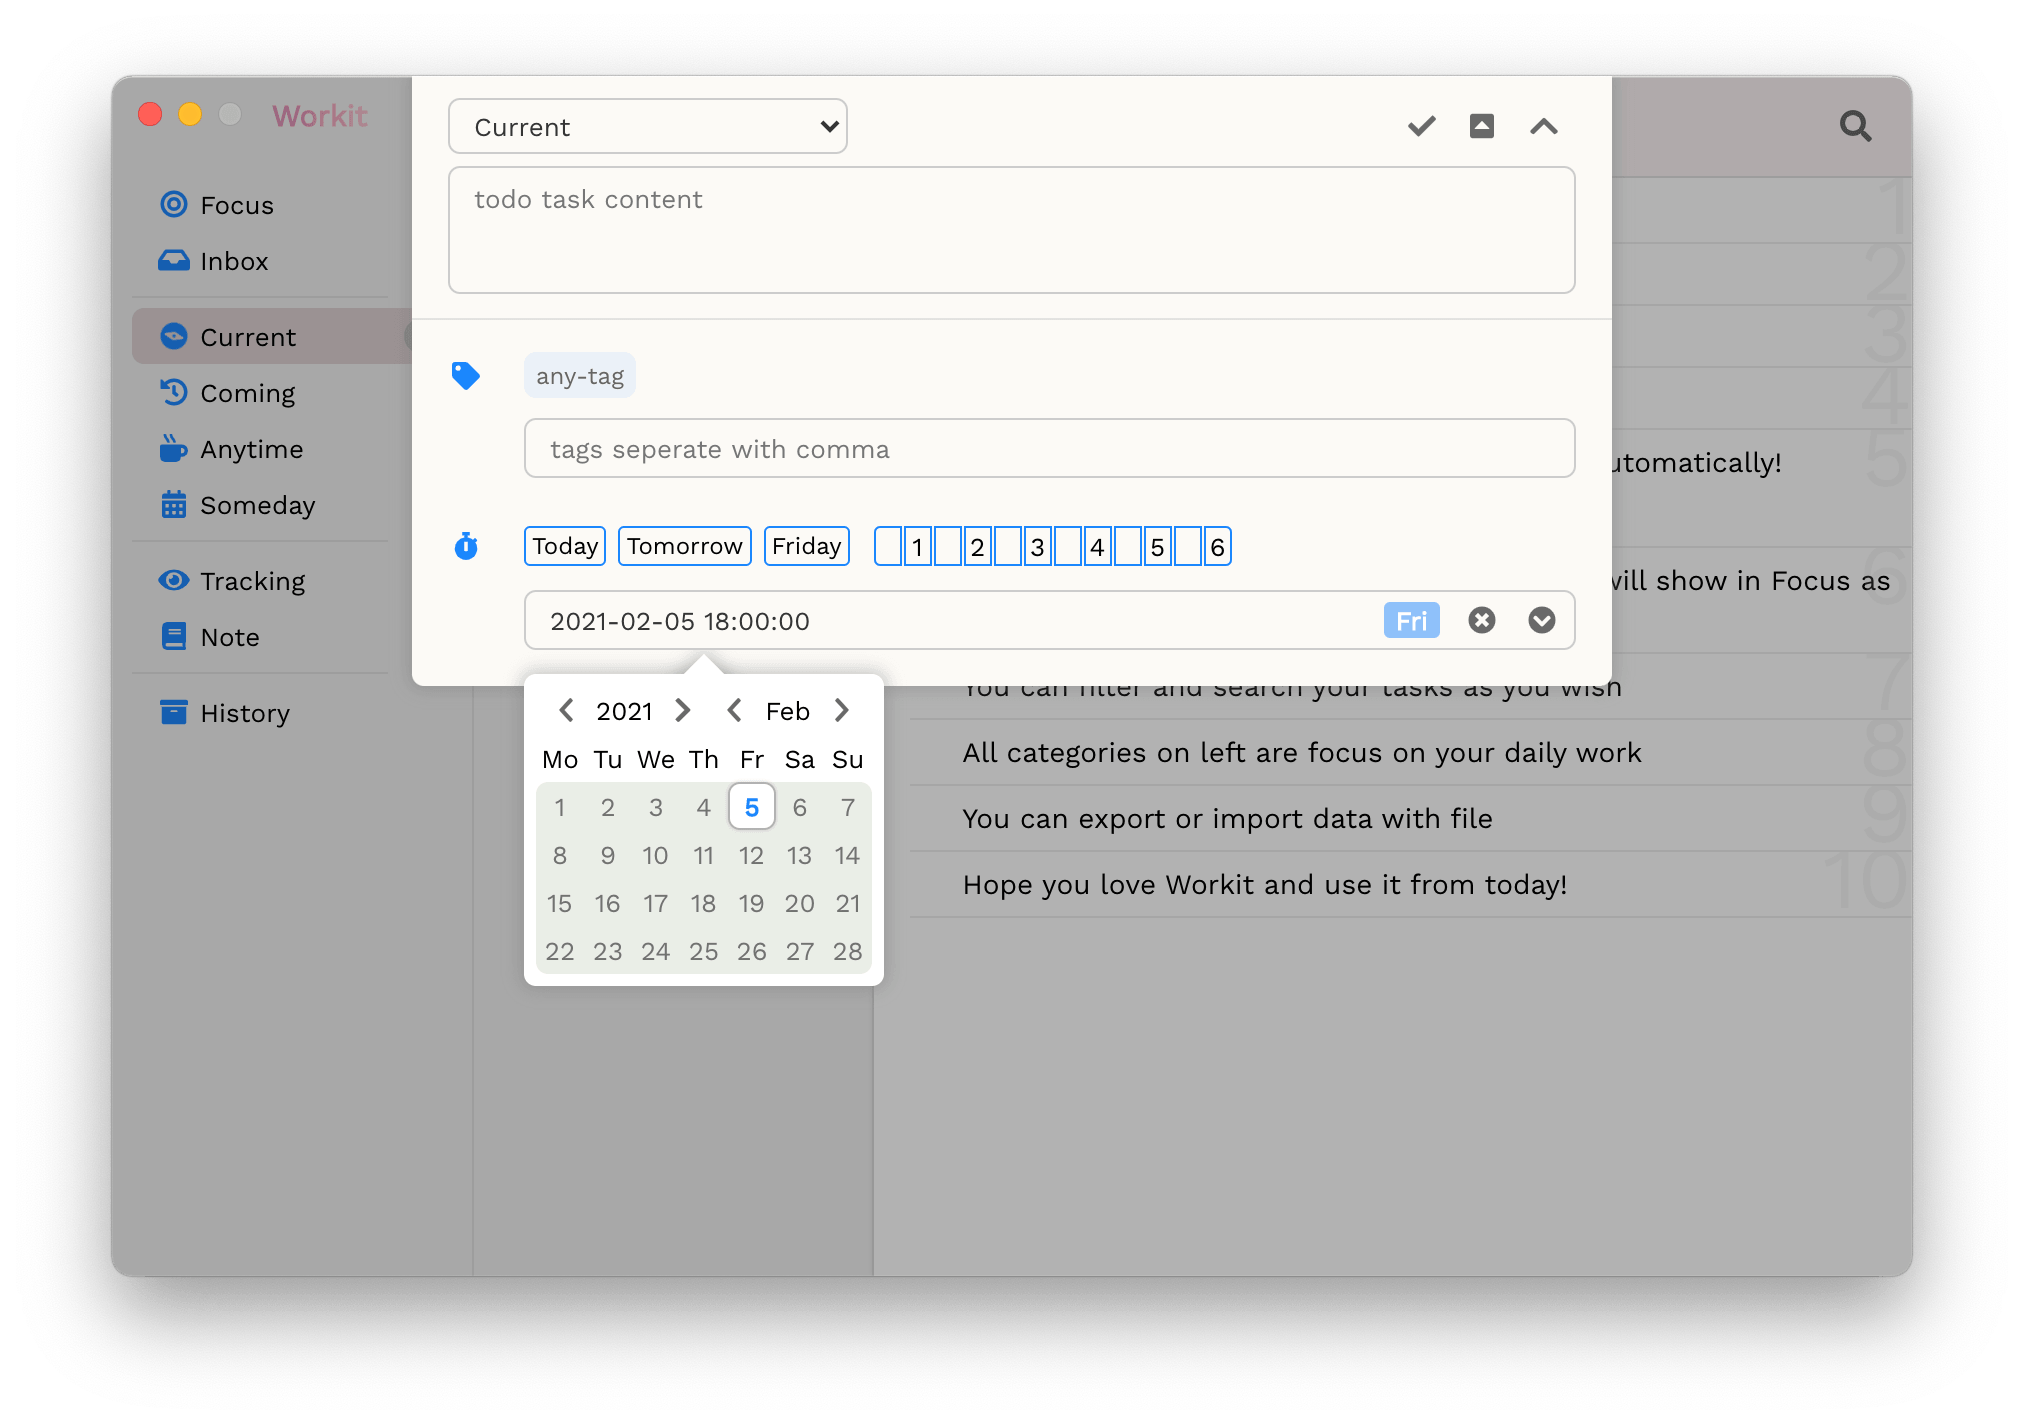 Workit
Focus
Inbox
Current
Coming
Anytime
Someday
Tracking
Note
History
Current
todo task content
any-tag
tags seperate with comma
Today Tomorrow Friday 1 2 3 4 5 6
2021-02-05 18:00:00 Fri
2021 Feb
Mo Tu We Th Fr Sa Su
1 2 3 4 5 6 7
8 9 10 11 12 13 14
15 16 17 18 19 20 21
22 23 24 25 26 27 28
1
2
3
4
utomatically! 5
will show in Focus as 6
You can filter and search your tasks as you wish 7
All categories on left are focus on your daily work 8
You can export or import data with file 9
Hope you love Workit and use it from today! 10